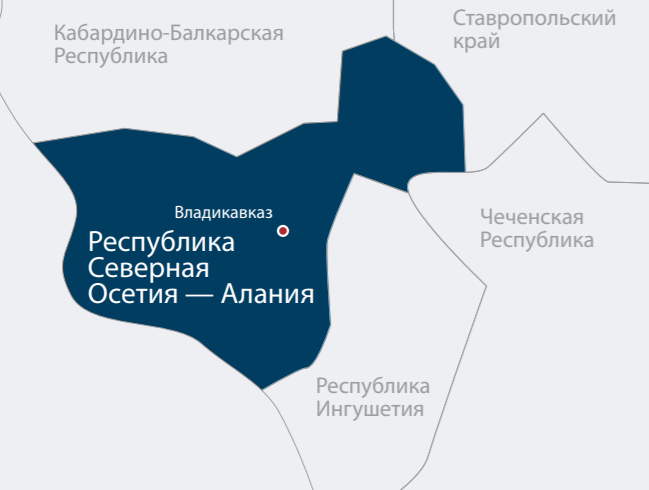 Кабардино-Балкарская
Республика
Ставропольский
край
Владикавказ
Республика
Северная
Осетия — Алания
Чеченская
Республика
Республика
Ингушетия